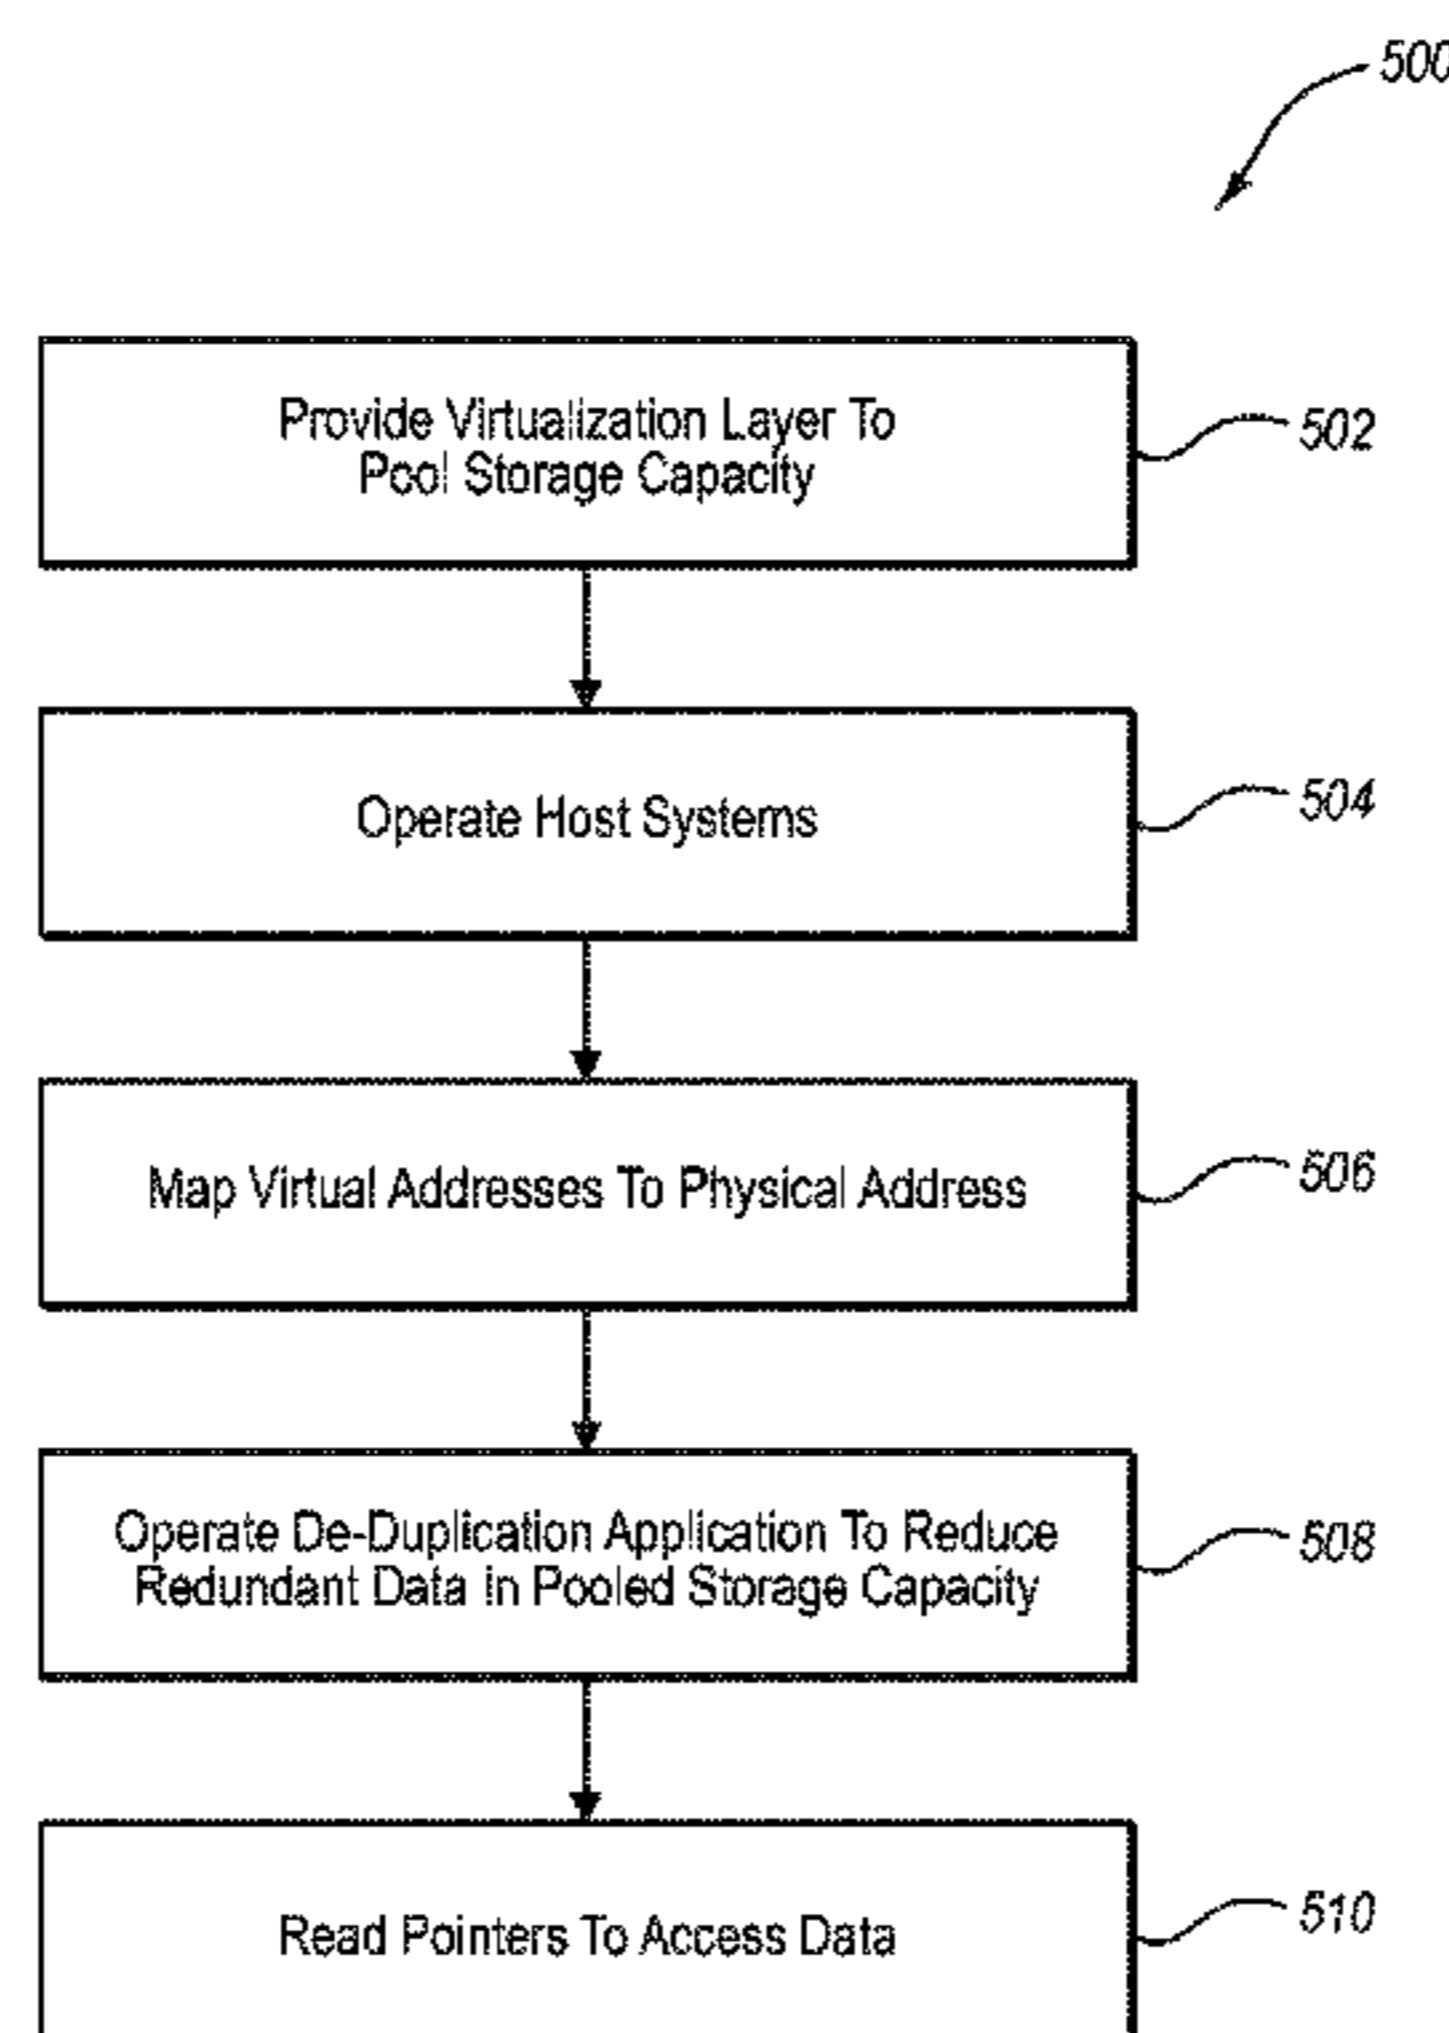 500
Provide Virtualization Layer To
Pool Storage Capacity
502
Operate Host Systems
504
Map Virtual Addresses To Physical Address
506
Operate De-Duplication Application To Reduce
Redundant Data in Pooled Storage Capacity
508
Read Pointers To Access Data
510